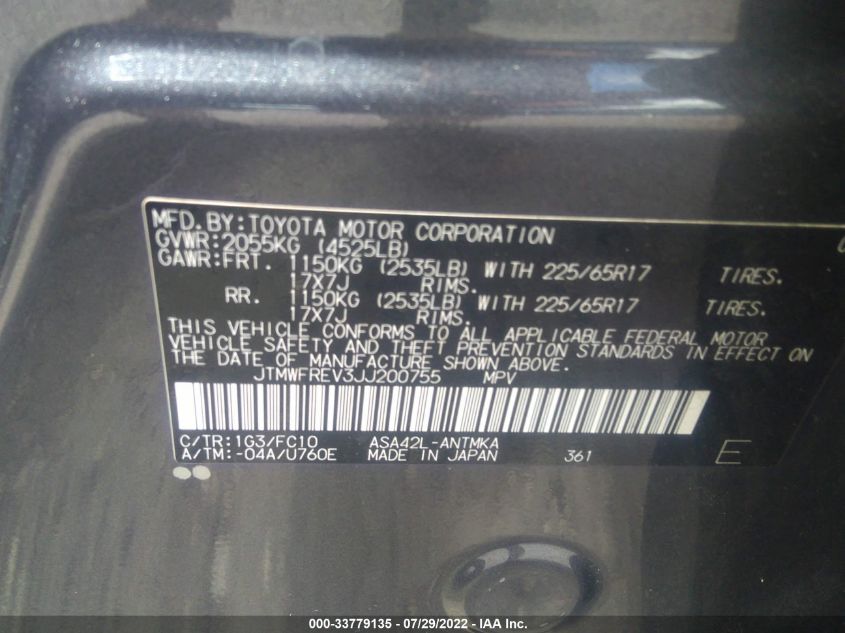 MFD. BY: TOYOTA MOTOR CORPORATION
GVWR: 2055KG (4525LB)
GAWR: FRT. 1150KG (2535LB) WITH 225/65R17 TIRES.
17X7J RIMS.
RR. 1150KG (2535LB) WITH 225/65R17 TIRES.
17X7J RIMS.
THIS VEHICLE CONFORMS TO ALL APPLICABLE FEDERAL MOTOR
VEHICLE SAFETY AND THEFT PREVENTION STANDARDS IN EFFECT ON
THE DATE OF MANUFACTURE SHOWN ABOVE.
JTMWFREV3JJ200755 MPV
C/TR: 1G3/FC10 ASA42L-ANTMKA
A/TM: -04A/U760E MADE IN JAPAN 361 E
000-33779135 - 07/29/2022 - IAA Inc.